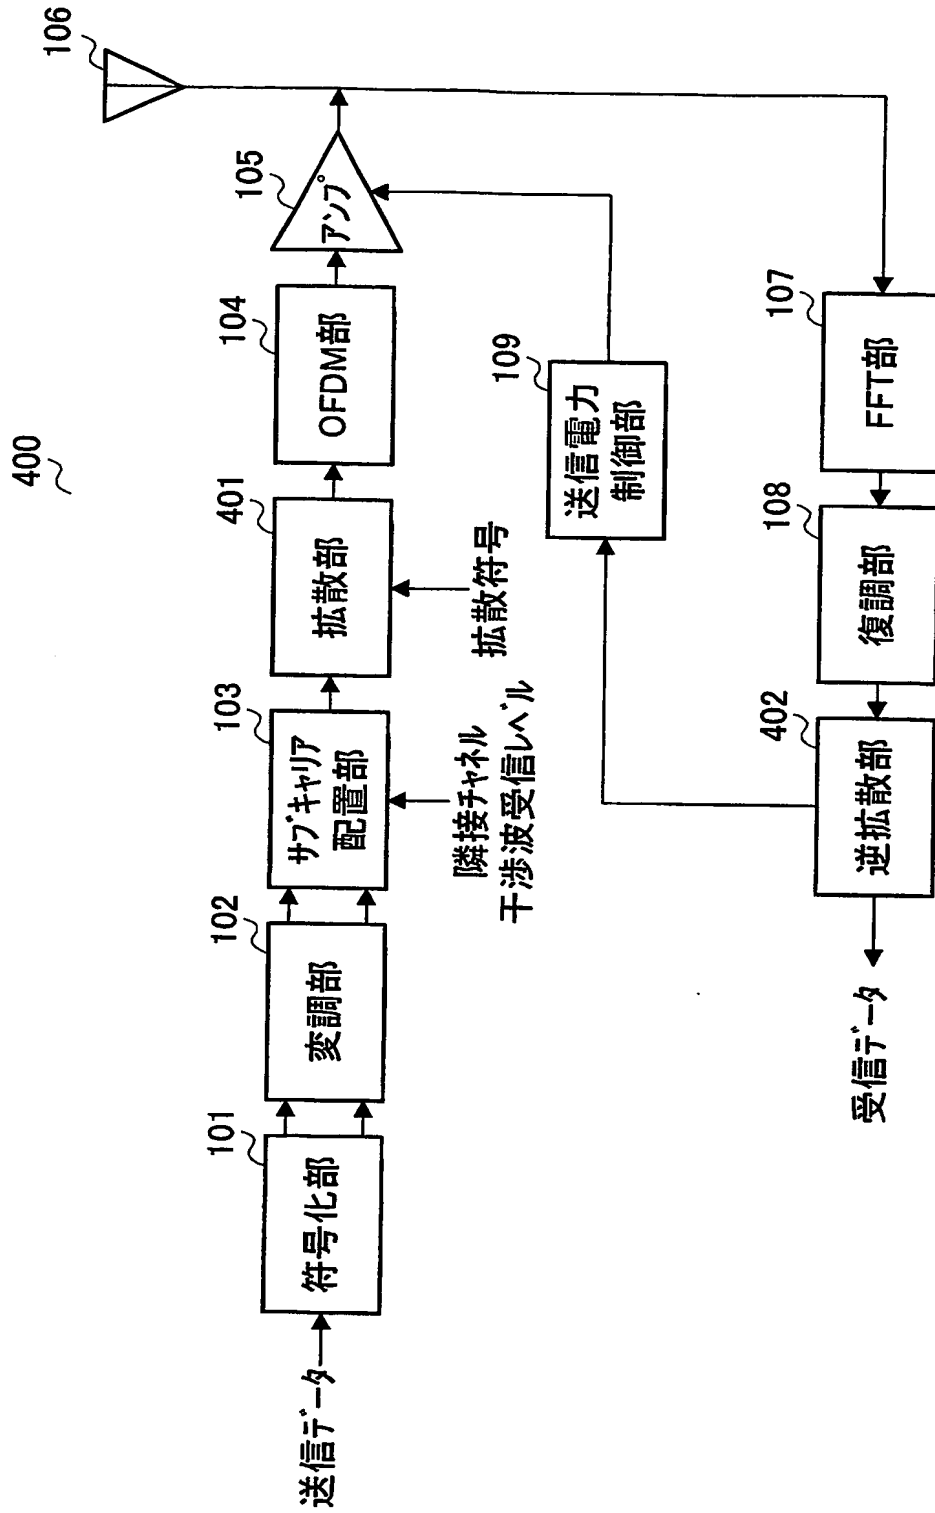 400
106
送信データ
101
符号化部
102
変調部
103
サブキャリア
配置部
隣接チャネル
干渉波受信レベル
401
拡散部
拡散符号
104
OFDM部
105
アンプ
109
送信電力
制御部
107
FFT部
108
復調部
402
逆拡散部
受信データ